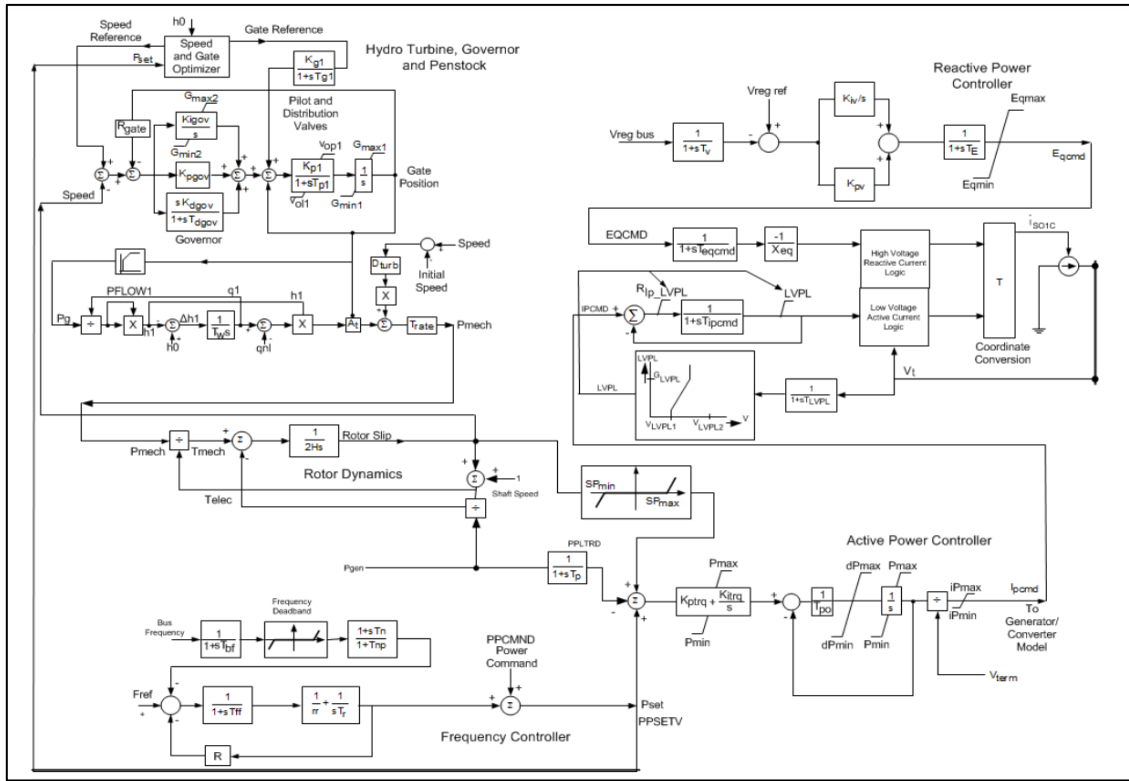 Speed
Reference
h0
Gate Reference
Pset
Speed
and Gate
Optimizer
Kg1
1+sTg1
Hydro Turbine, Governor
and Penstock
Rgate
Gmax2
Kigov
s
Gmin2
Pilot and
Distribution
Valves
vop1
Kp1
1+sTp1
vol1
Gmax1
1
s
Gmin1
Gate
Position
Σ
Σ
Kpgov
Σ
Σ
Speed
sKdgov
1+sTdgov
Governor
Speed
Initial
Speed
Dturb
X
PFLOW1
q1
h1
Pg
÷
X
h1
Σ
Δh1
h0
1
Tws
Σ
qnl
X
At
Σ
Trate
Pmech
Reactive Power
Controller
Vreg ref
Vreg bus
1
1+sTv
Kiv/s
Kpv
1
1+sTE
Eqmax
Eqmin
Eqcmd
EQCMD
1
1+sTeqcmd
-1
Xeq
High Voltage
Reactive Current
Logic
iSO1C
T
Coordinate
Conversion
IPCMD
RIp_LVPL
Σ
1
1+sTipcmd
LVPL
Low Voltage
Active Current
Logic
Vt
LVPL
LVPL
GLVPL
V
VLVPL1
VLVPL2
1
1+sTLVPL
Pmech
÷
Tmech
Σ
1
2Hs
Rotor Slip
Rotor Dynamics
Telec
Σ
1
Shaft Speed
÷
SPmin
SPmax
Pgen
PPLTRD
1
1+sTp
Σ
Pmax
Kptrq + Kitrq
s
Pmin
Active Power Controller
1
Tpo
dPmax
dPmin
Pmax
1
s
Pmin
÷
iPmax
iPmin
Ipcmd
To
Generator/
Converter
Model
Vterm
Bus
Frequency
1
1+sTbf
Frequency
Deadband
1+sTn
1+Tnp
PPCMND
Power
Command
Fref
1
1+sTff
1
rr
+
1
sTr
Σ
Pset
PPSETV
R
Frequency Controller